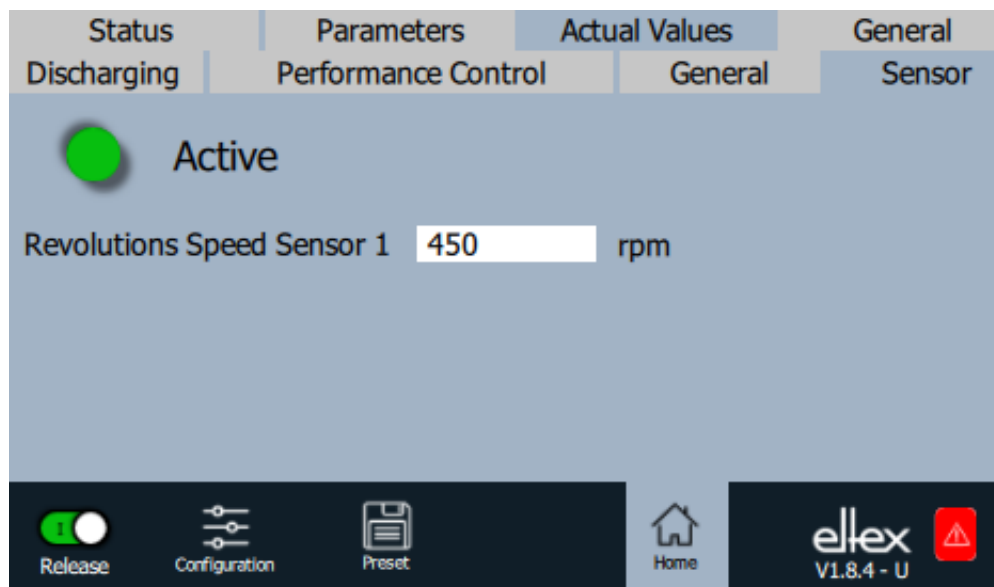 Status Parameters Actual Values General
Discharging Performance Control General Sensor
Active
Revolutions Speed Sensor 1 450 rpm
I
Release Configuration Preset Home eltex
V1.8.4 - U